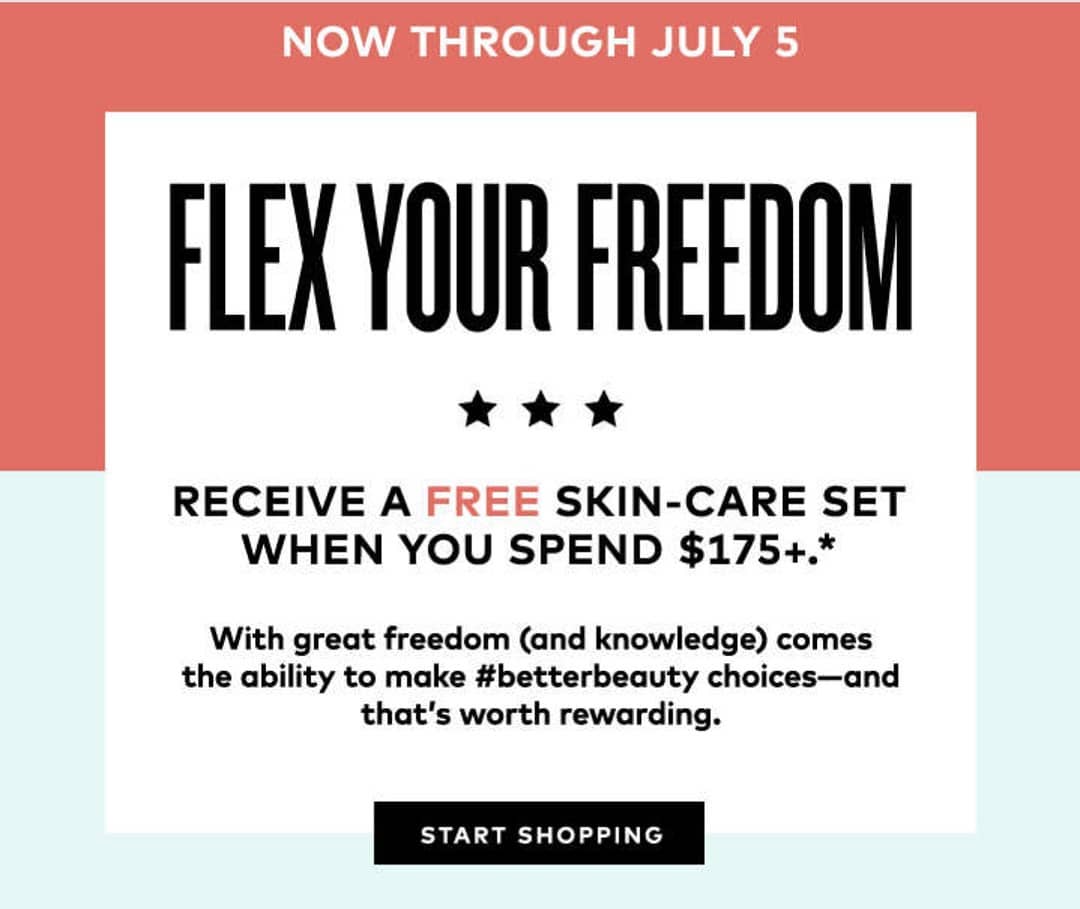 NOW THROUGH JULY 5
FLEX YOUR FREEDOM
★ ★ ★
RECEIVE A FREE SKIN-CARE SET
WHEN YOU SPEND $175+.*
With great freedom (and knowledge) comes
the ability to make #betterbeauty choices—and
that's worth rewarding.
START SHOPPING